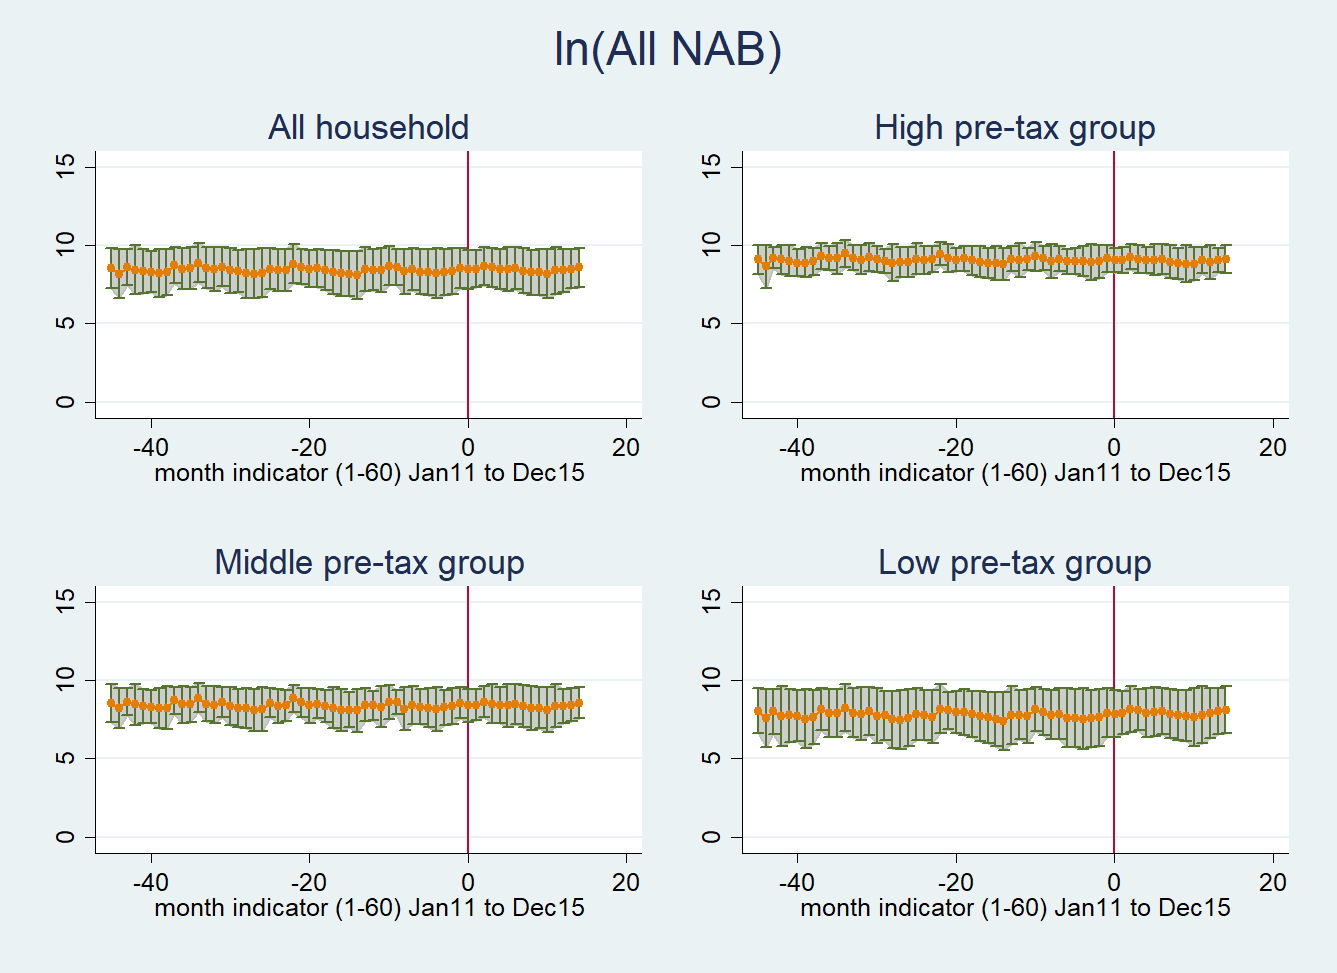 ln(All NAB)
All household
15
10
5
0
-40 -20 0 20
month indicator (1-60) Jan11 to Dec15
High pre-tax group
15
10
5
0
-40 -20 0 20
month indicator (1-60) Jan11 to Dec15
Middle pre-tax group
15
10
5
0
-40 -20 0 20
month indicator (1-60) Jan11 to Dec15
Low pre-tax group
15
10
5
0
-40 -20 0 20
month indicator (1-60) Jan11 to Dec15